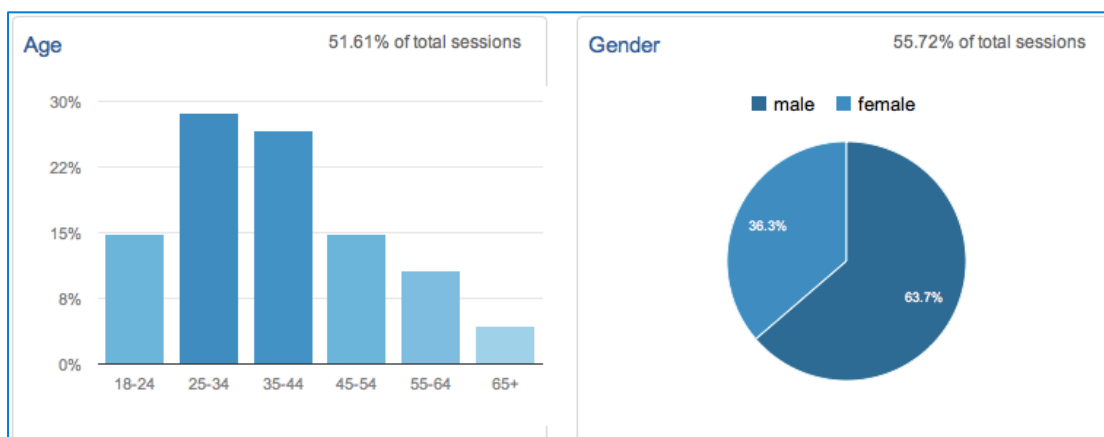 Age 51.61% of total sessions
30%
22%
15%
8%
0%
18-24 25-34 35-44 45-54 55-64 65+
Gender 55.72% of total sessions
male female
36.3%
63.7%